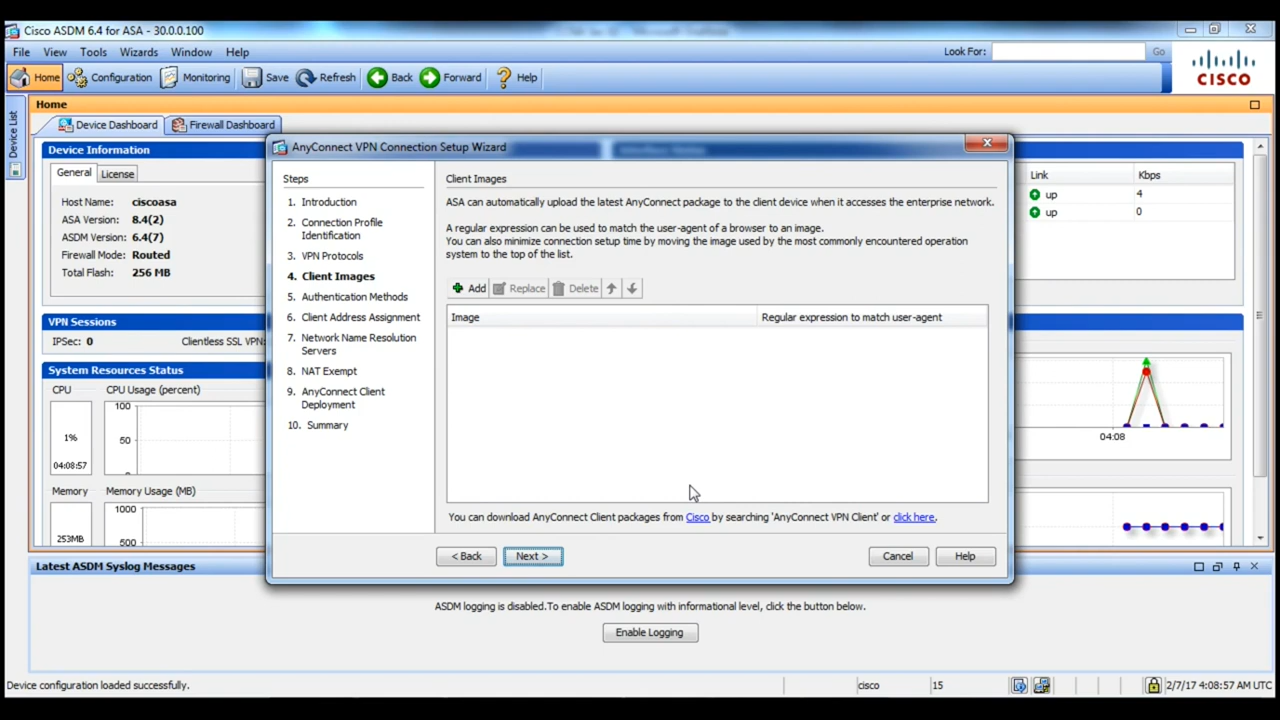 Cisco ASDM 6.4 for ASA - 30.0.0.100
File View Tools Wizards Window Help
Look For:
Go
Home Configuration Monitoring Save Refresh Back Forward Help
CISCO
Home
Device List
Device Dashboard Firewall Dashboard
Device Information
General License
Host Name: ciscoasa
ASA Version: 8.4(2)
ASDM Version: 6.4(7)
Firewall Mode: Routed
Total Flash: 256 MB
VPN Sessions
IPSec: 0 Clientless SSL VPN:
System Resources Status
CPU CPU Usage (percent)
100
50
1%
04:08:57
Memory Memory Usage (MB)
1000
500
253MB
AnyConnect VPN Connection Setup Wizard
Steps
1. Introduction
2. Connection Profile
Identification
3. VPN Protocols
4. Client Images
5. Authentication Methods
6. Client Address Assignment
7. Network Name Resolution
Servers
8. NAT Exempt
9. AnyConnect Client
Deployment
10. Summary
Client Images
ASA can automatically upload the latest AnyConnect package to the client device when it accesses the enterprise network.
A regular expression can be used to match the user-agent of a browser to an image.
You can also minimize connection setup time by moving the image used by the most commonly encountered operation
system to the top of the list.
Add Replace Delete
Image Regular expression to match user-agent
You can download AnyConnect Client packages from Cisco by searching 'AnyConnect VPN Client' or click here.
< Back Next > Cancel Help
Link Kbps
up 4
up 0
04:08
Latest ASDM Syslog Messages
ASDM logging is disabled.To enable ASDM logging with informational level, click the button below.
Enable Logging
Device configuration loaded successfully.
cisco 15
2/7/17 4:08:57 AM UTC